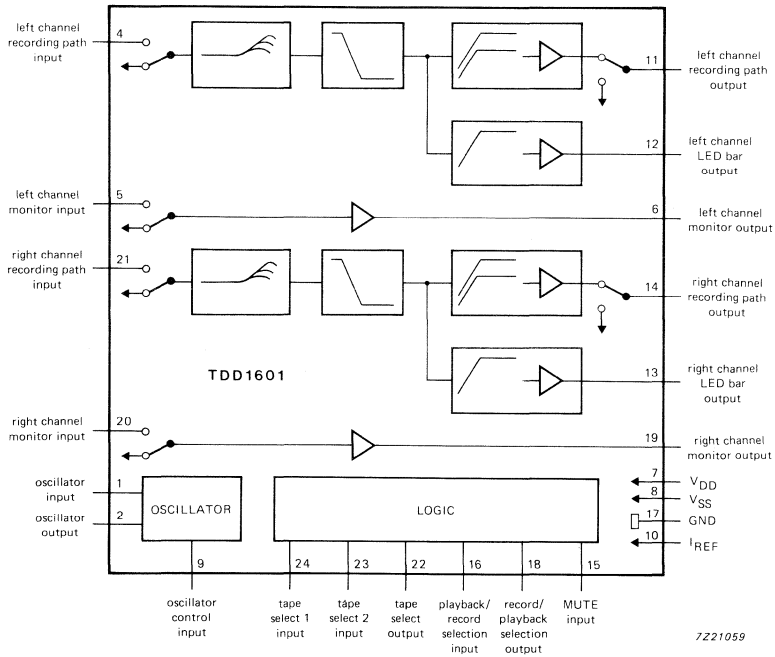 left channel
recording path
input
4
11
left channel
recording path
output
12
left channel
LED bar
output
left channel
monitor input
5
6
left channel
monitor output
right channel
recording path
input
21
14
right channel
recording path
output
TDD1601
13
right channel
LED bar
output
right channel
monitor input
20
19
right channel
monitor output
oscillator
input
1
oscillator
output
2
OSCILLATOR
LOGIC
7
VDD
8
VSS
17
GND
10
IREF
9
24
23
22
16
18
15
oscillator
control
input
tape
select 1
input
tape
select 2
input
tape
select
output
playback/
record
selection
input
record/
playback
selection
output
MUTE
input
7Z21059